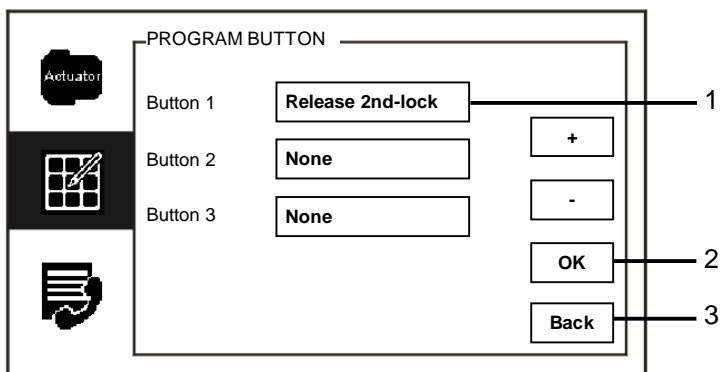 PROGRAM BUTTON
Actuator
Button 1 Release 2nd-lock 1
+
Button 2 None
-
Button 3 None
OK 2
Back 3